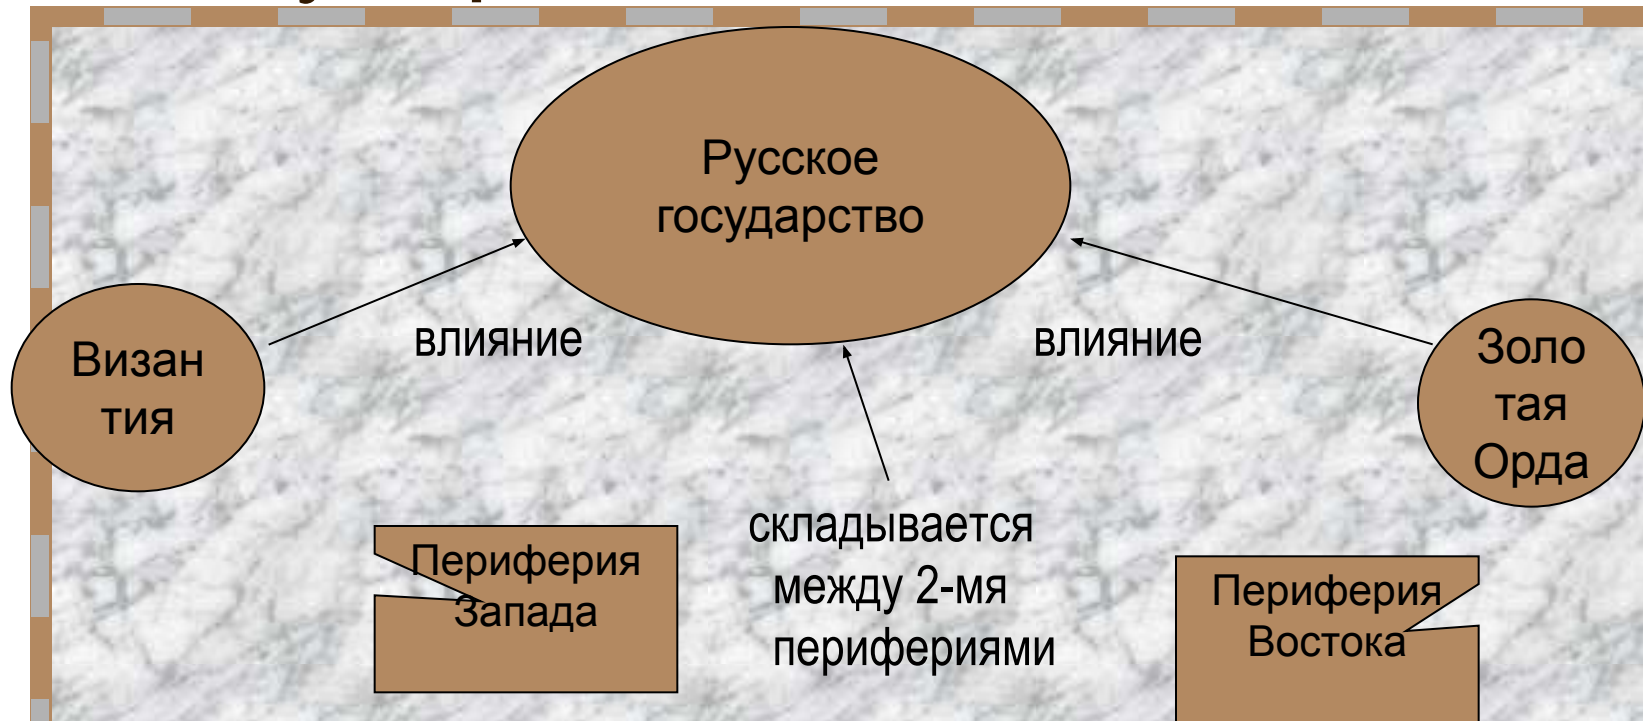 Русское
государство
влияние
влияние
Визан
тия
Золо
тая
Орда
складывается
между 2-мя
перифериями
Периферия
Запада
Периферия
Востока